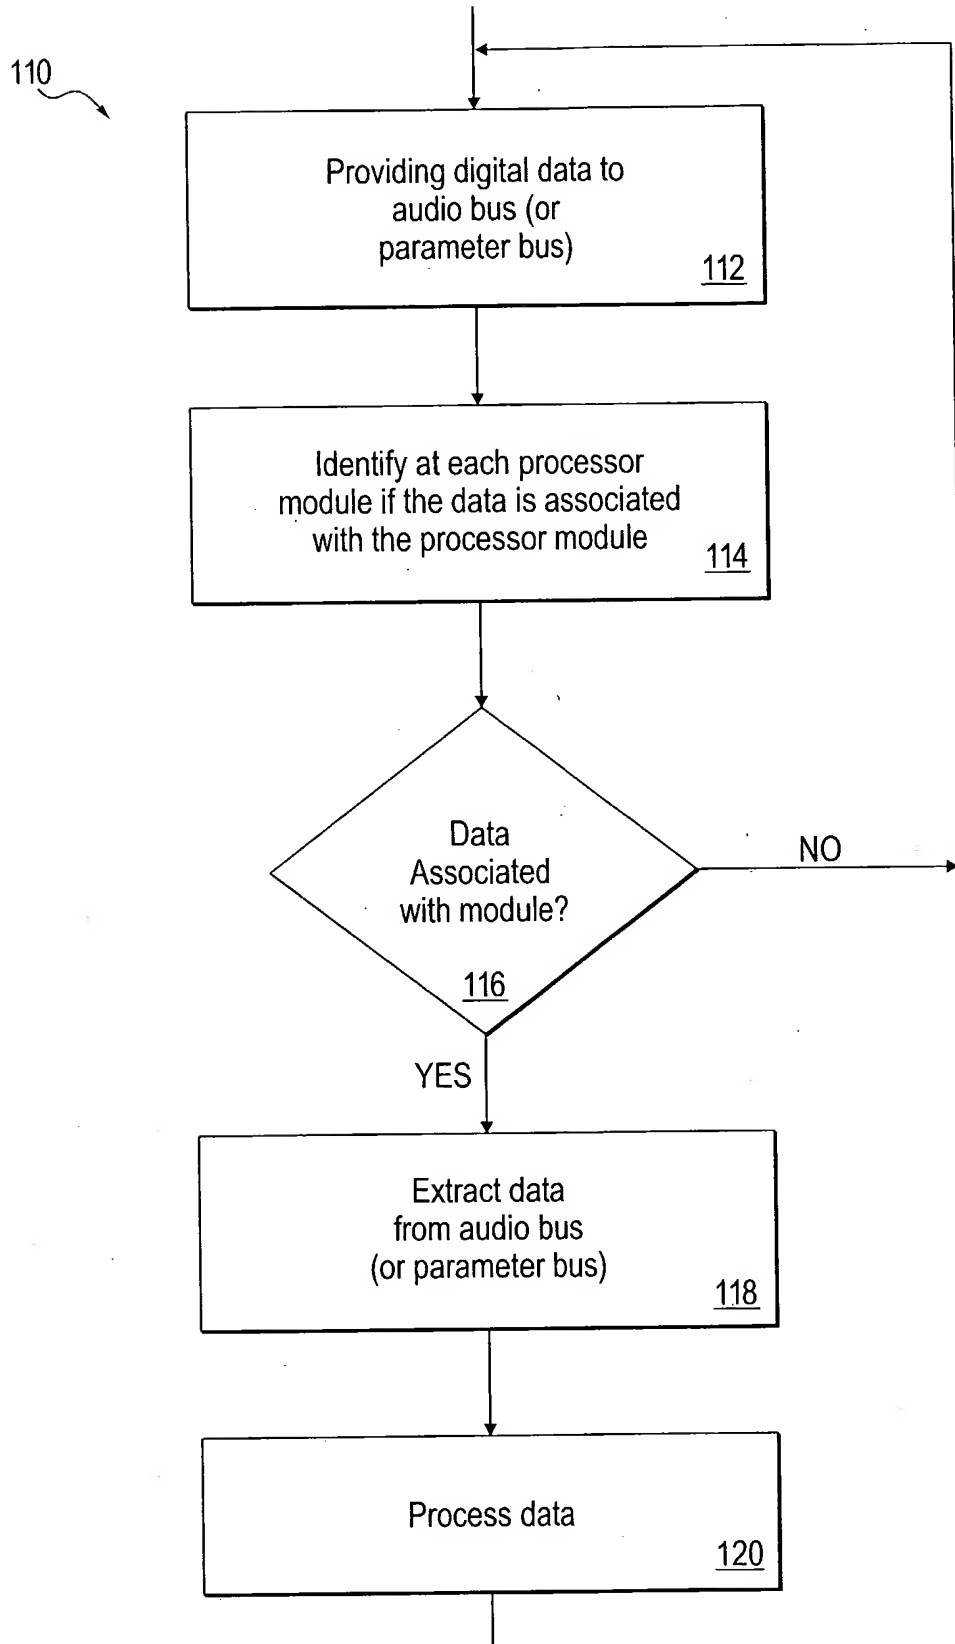 110
Providing digital data to
audio bus (or
parameter bus)
112
Identify at each processor
module if the data is associated
with the processor module
114
Data
Associated
with module?
116
NO
YES
Extract data
from audio bus
(or parameter bus)
118
Process data
120